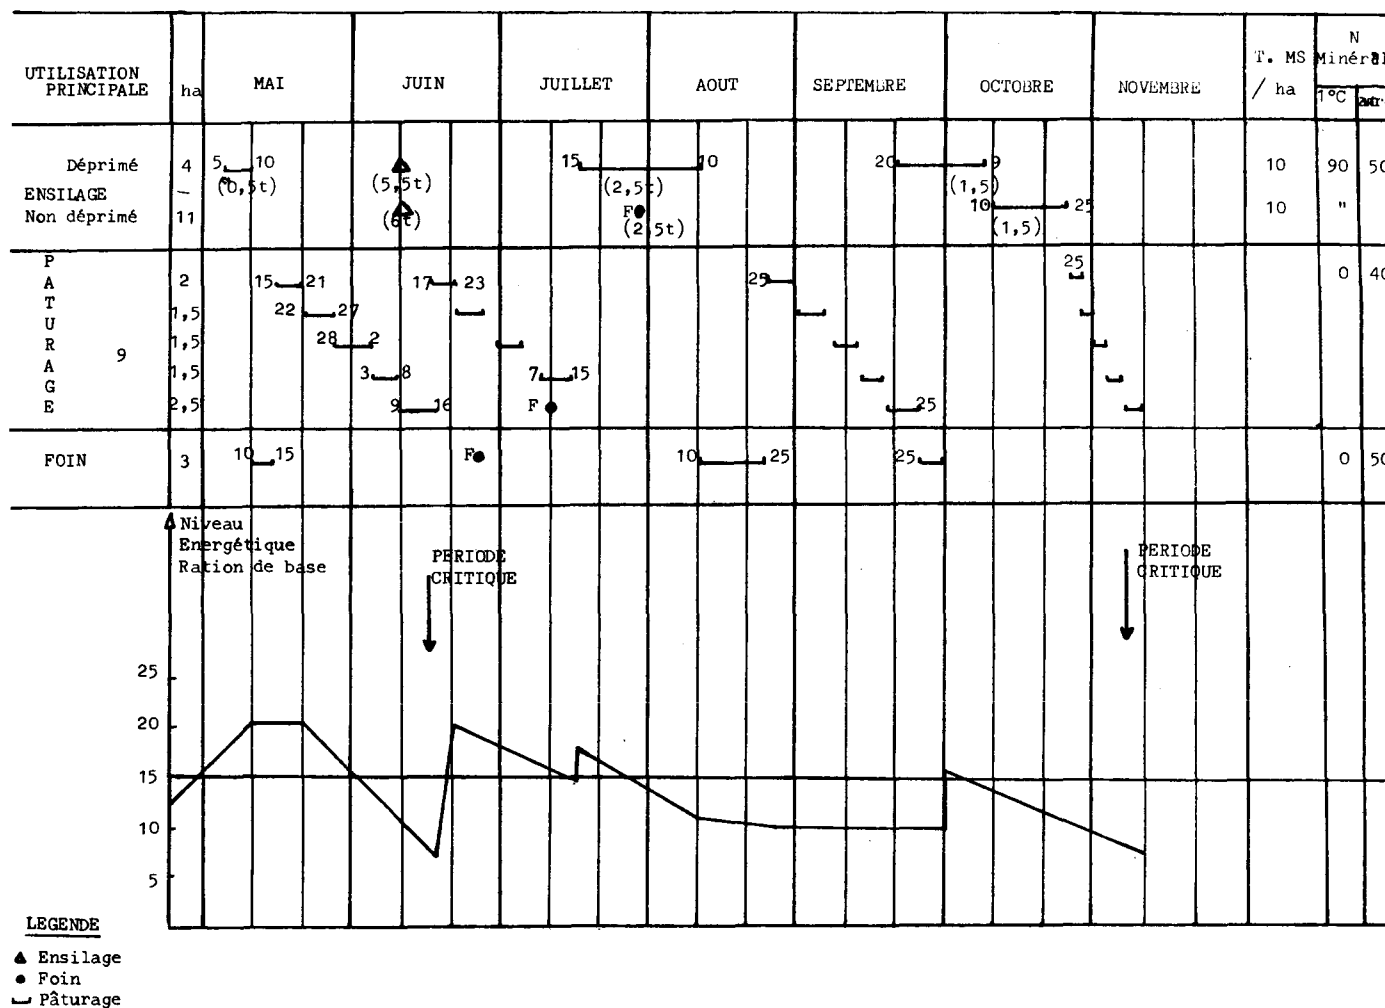 UTILISATION
PRINCIPALE
ha
MAI
JUIN
JUILLET
AOUT
SEPTEMBRE
OCTOBRE
NOVEMBRE
T. MS
/ ha
N
Minéral
1°C
Déprimé 4 5 10 15 10 20 9 10 90 50
(0,5t) (5,5t) (2,5t) (1,5)
ENSILAGE —
Non déprimé 11 (6t) F 10 25 10 "
(2,5t) (1,5)
PATURAGE
9
2 15 21 17 23 25 25 0 40
1,5 22 27
1,5 28 2
1,5 3 8 7 15
2,5 9 16 F 25
FOIN 3 10 15 F 10 25 25 0 50
Niveau
Energétique
Ration de base
PERIODE
CRITIQUE
PERIODE
CRITIQUE
25
20
15
10
5
LEGENDE
Ensilage
Foin
Pâturage